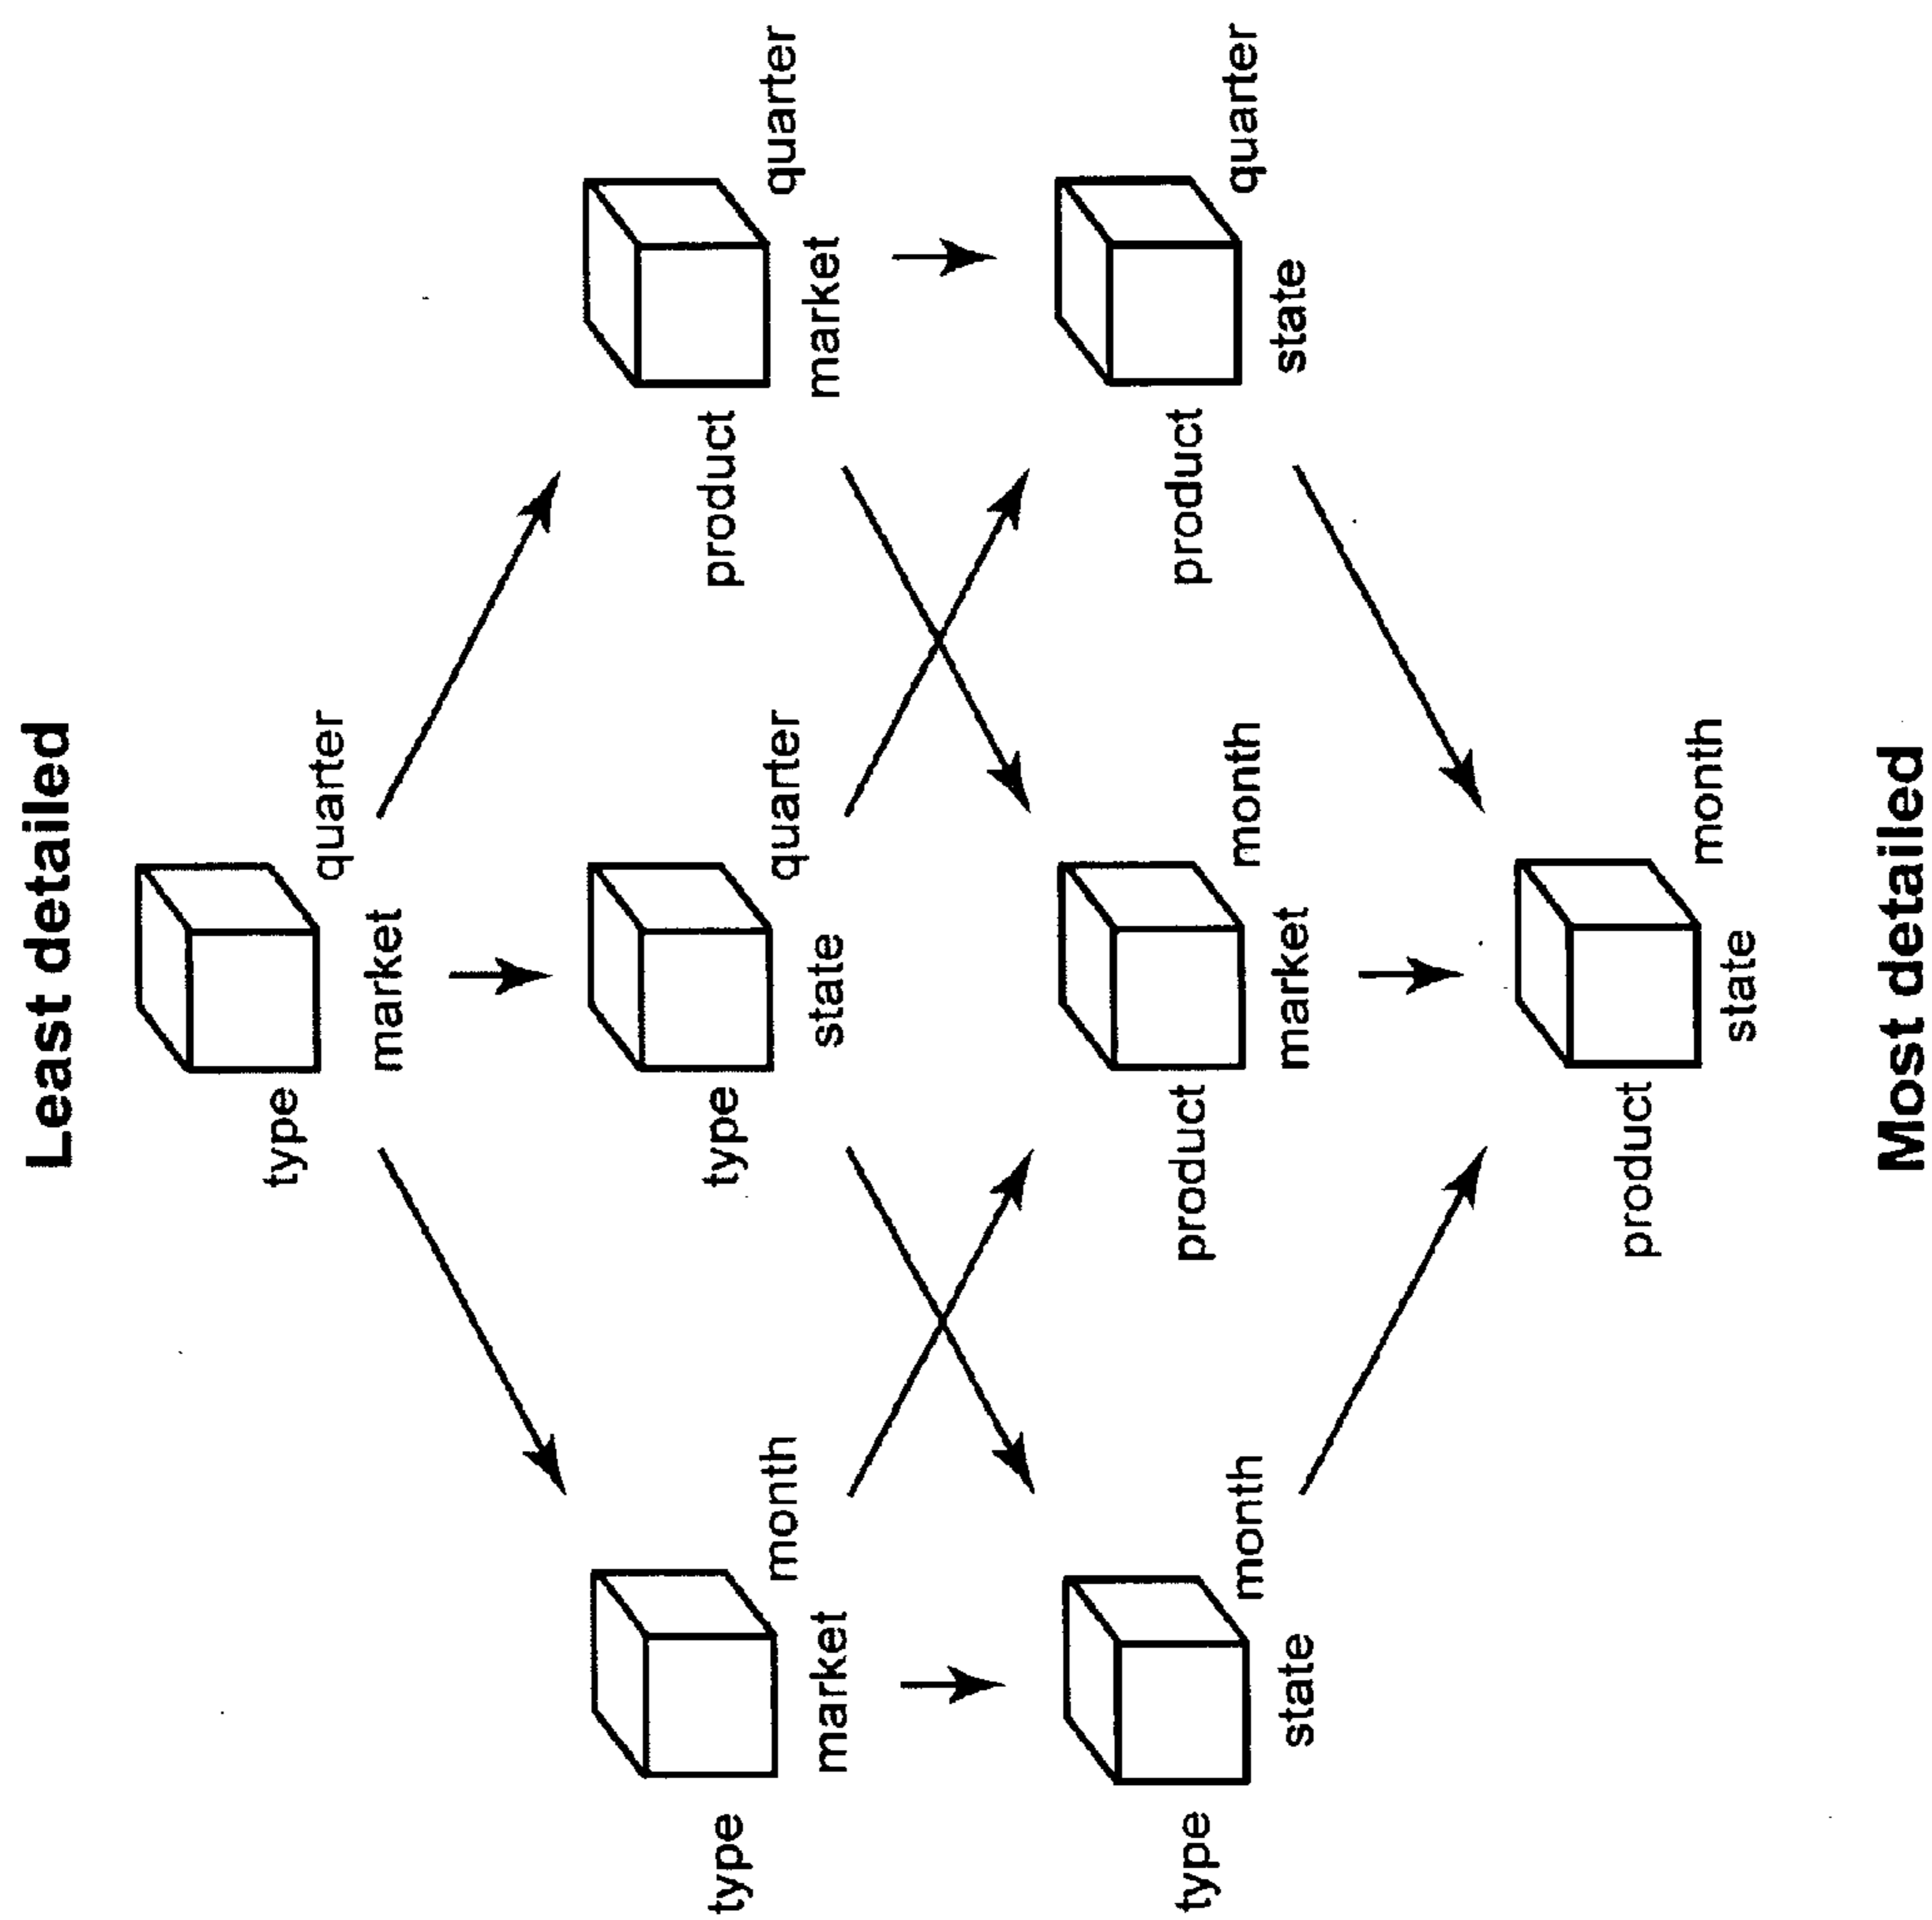 Least detailed
type
quarter
market
type
month
market
type
quarter
state
product
quarter
market
type
month
state
product
month
market
product
quarter
state
product
month
state
Most detailed